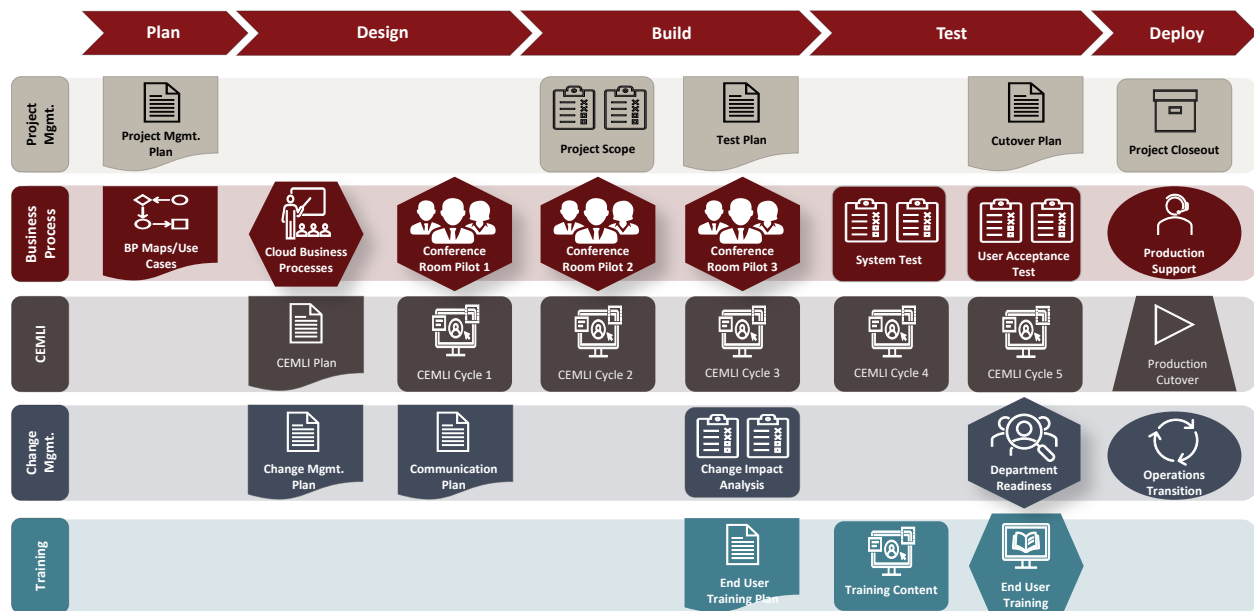 Plan
Design
Build
Test
Deploy
Project
Mgmt.
Project Mgmt.
Plan
Project Scope
Test Plan
Cutover Plan
Project Closeout
Business
Process
BP Maps/Use
Cases
Cloud Business
Processes
Conference
Room Pilot 1
Conference
Room Pilot 2
Conference
Room Pilot 3
System Test
User Acceptance
Test
Production
Support
CEMLI
CEMLI Plan
CEMLI Cycle 1
CEMLI Cycle 2
CEMLI Cycle 3
CEMLI Cycle 4
CEMLI Cycle 5
Production
Cutover
Change
Mgmt.
Change Mgmt.
Plan
Communication
Plan
Change Impact
Analysis
Department
Readiness
Operations
Transition
Training
End User
Training Plan
Training Content
End User
Training